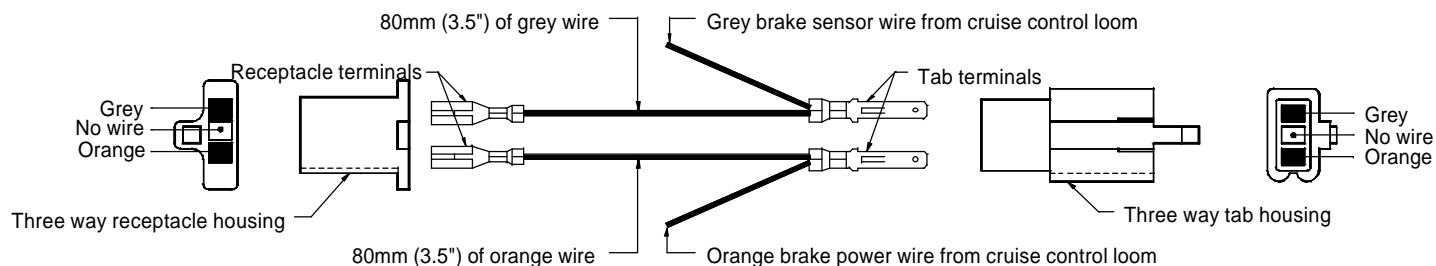 80mm (3.5") of grey wire
Grey brake sensor wire from cruise control loom
Receptacle terminals
Tab terminals
Grey
No wire
Orange
Grey
No wire
Orange
Three way receptacle housing
Three way tab housing
80mm (3.5") of orange wire
Orange brake power wire from cruise control loom